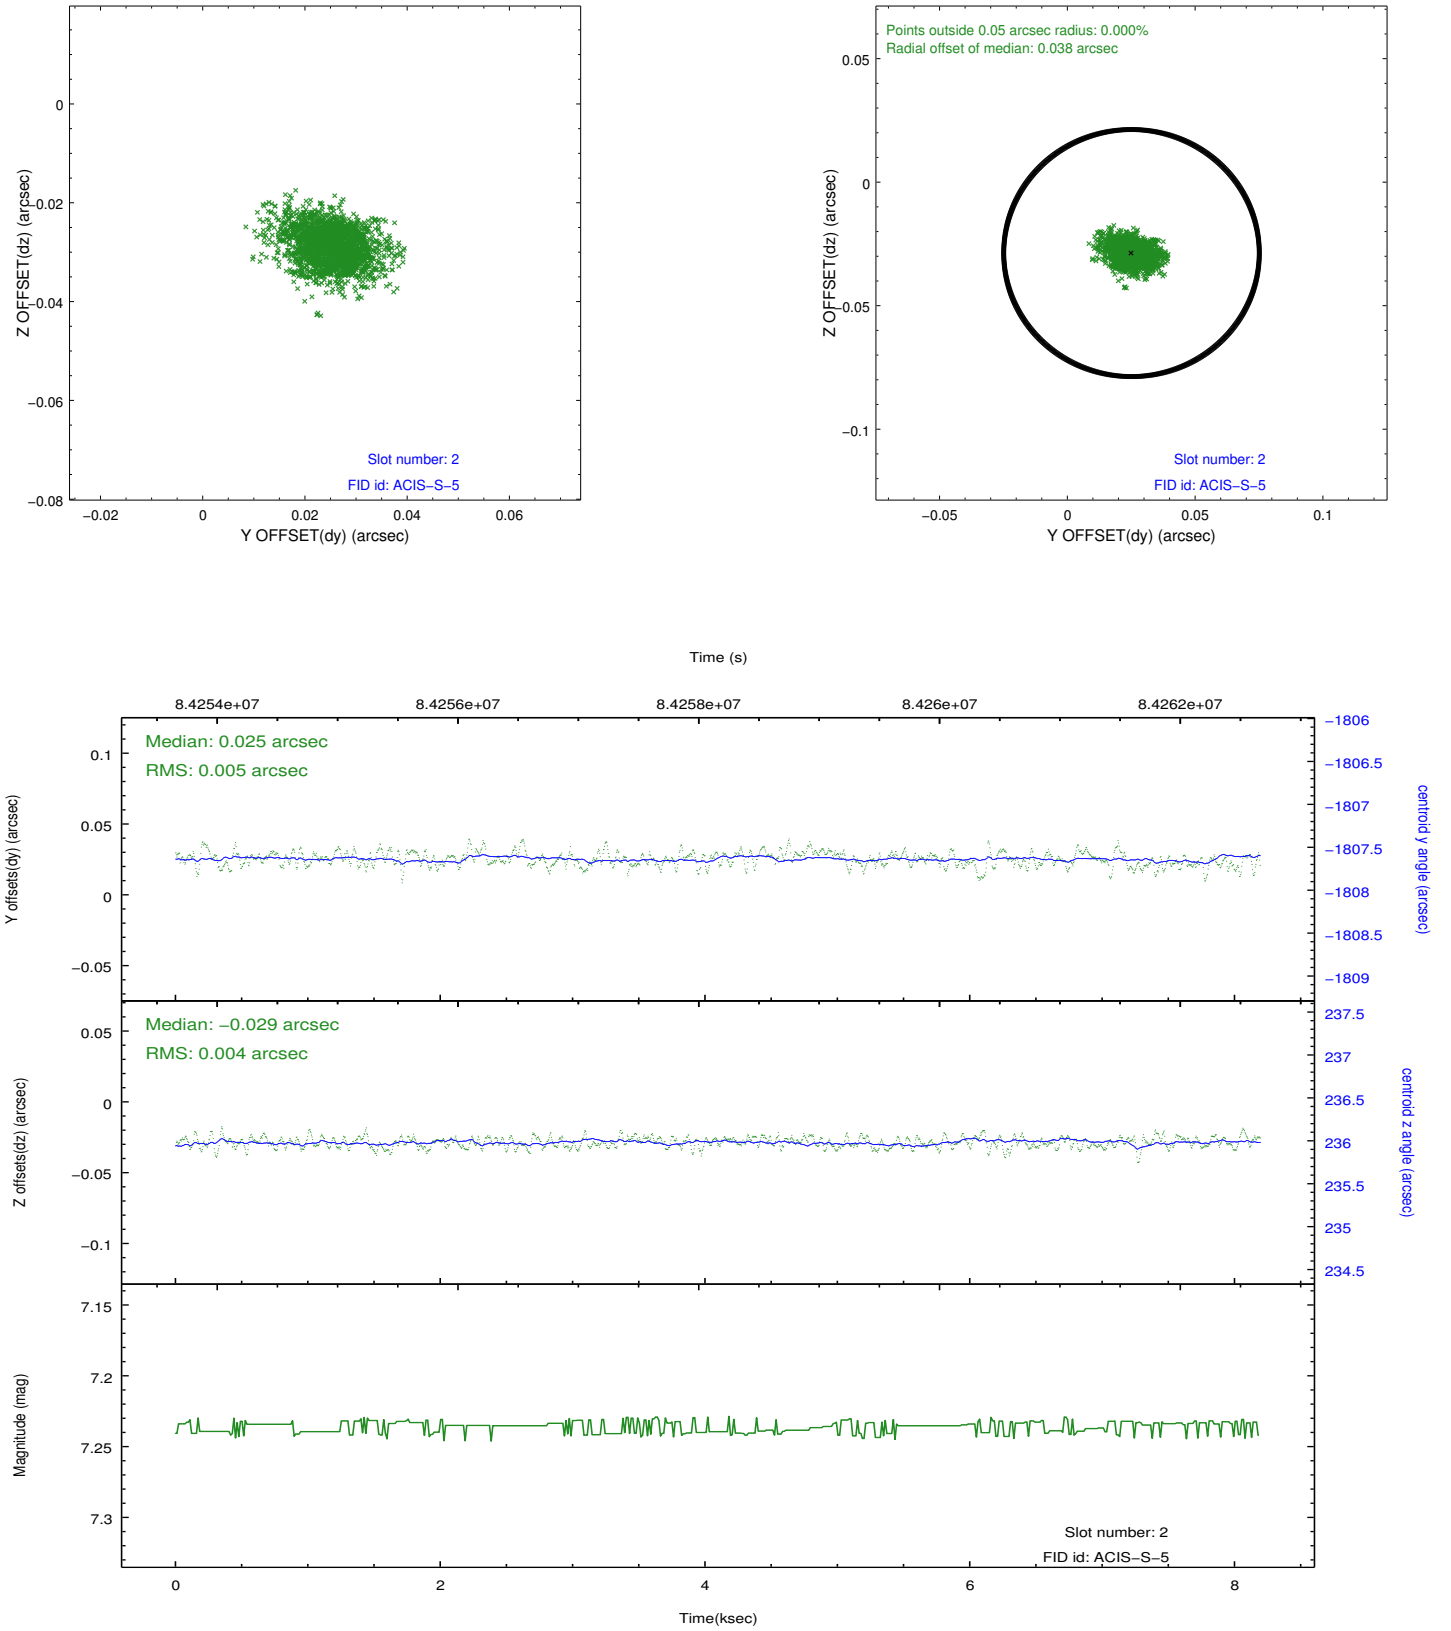 0
−0.02
−0.04
−0.06
−0.08
Z OFFSET(dz) (arcsec)
Slot number: 2
FID id: ACIS−S−5
−0.02
0
0.02
0.04
0.06
Y OFFSET(dy) (arcsec)
Points outside 0.05 arcsec radius: 0.000%
Radial offset of median: 0.038 arcsec
0.05
0
−0.05
−0.1
Z OFFSET(dz) (arcsec)
Slot number: 2
FID id: ACIS−S−5
−0.05
0
0.05
0.1
Y OFFSET(dy) (arcsec)
Time (s)
8.4254e+07
8.4256e+07
8.4258e+07
8.426e+07
8.4262e+07
Median: 0.025 arcsec
RMS: 0.005 arcsec
0.1
0.05
0
−0.05
Y offsets(dy) (arcsec)
−1806
−1806.5
−1807
−1807.5
−1808
−1808.5
−1809
centroid y angle (arcsec)
Median: −0.029 arcsec
RMS: 0.004 arcsec
0.05
0
−0.05
−0.1
Z offsets(dz) (arcsec)
237.5
237
236.5
236
235.5
235
234.5
centroid z angle (arcsec)
7.15
7.2
7.25
7.3
Magnitude (mag)
Slot number: 2
FID id: ACIS−S−5
0
2
4
6
8
Time(ksec)